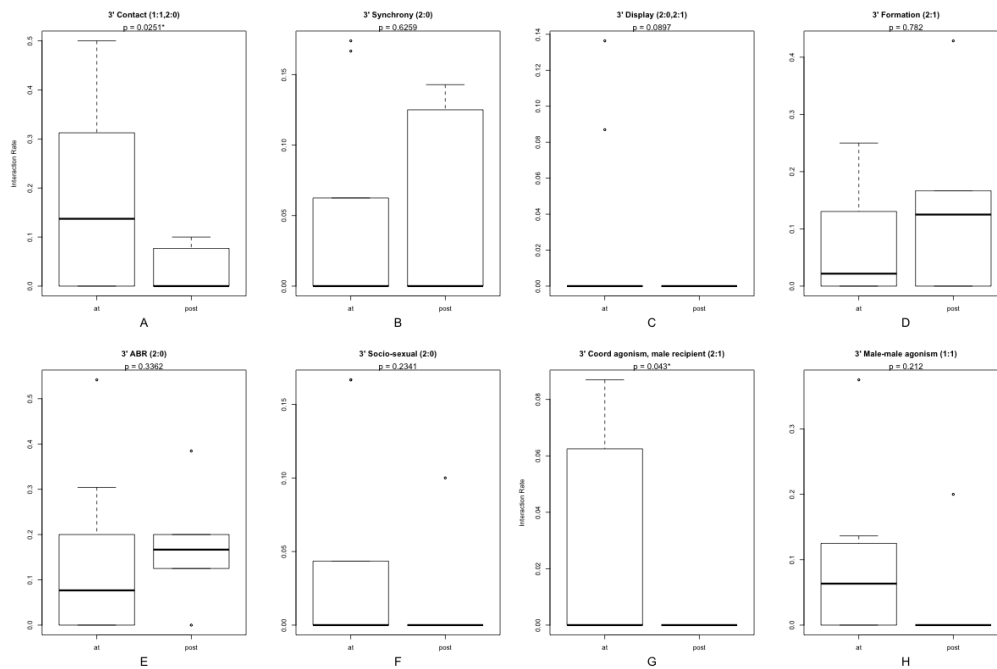 3' Contact (1:1,2:0)
p = 0.0251*
Interaction Rate
0.5
0.4
0.3
0.2
0.1
0.0
at post
A
3' Synchrony (2:0)
p = 0.6259
0.15
0.10
0.05
0.00
at post
B
3' Display (2:0,2:1)
p = 0.0897
0.14
0.12
0.10
0.08
0.06
0.04
0.02
0.00
at post
C
3' Formation (2:1)
p = 0.782
0.4
0.3
0.2
0.1
0.0
at post
D
3' ABR (2:0)
p = 0.3362
0.5
0.4
0.3
0.2
0.1
0.0
at post
E
3' Socio-sexual (2:0)
p = 0.2341
0.15
0.10
0.05
0.00
at post
F
3' Coord agonism, male recipient (2:1)
p = 0.043*
Interaction Rate
0.08
0.06
0.04
0.02
0.00
at post
G
3' Male-male agonism (1:1)
p = 0.212
0.3
0.2
0.1
0.0
at post
H